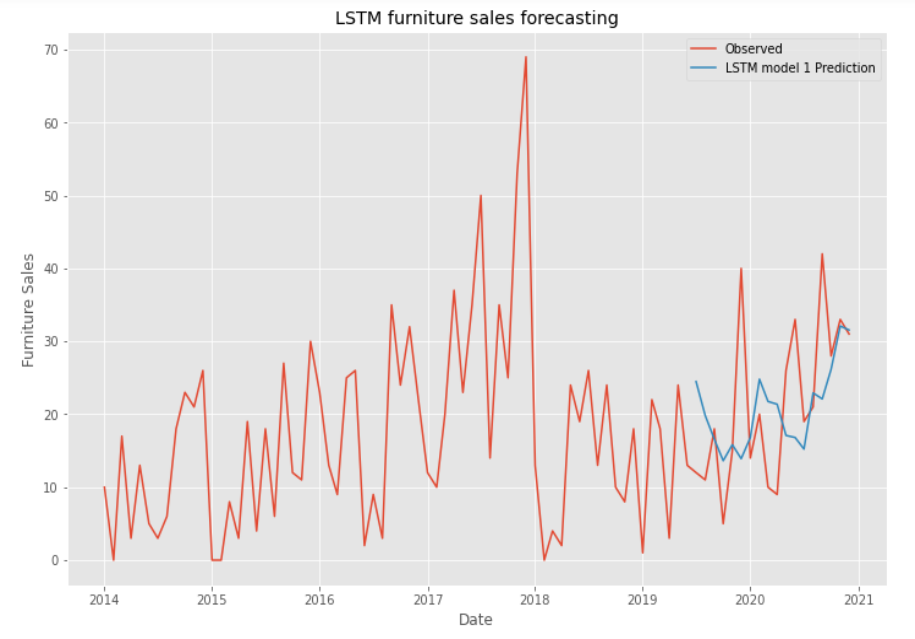 LSTM furniture sales forecasting
Observed
LSTM model 1 Prediction
70
60
50
40
30
20
10
0
Furniture Sales
2014 2015 2016 2017 2018 2019 2020 2021
Date